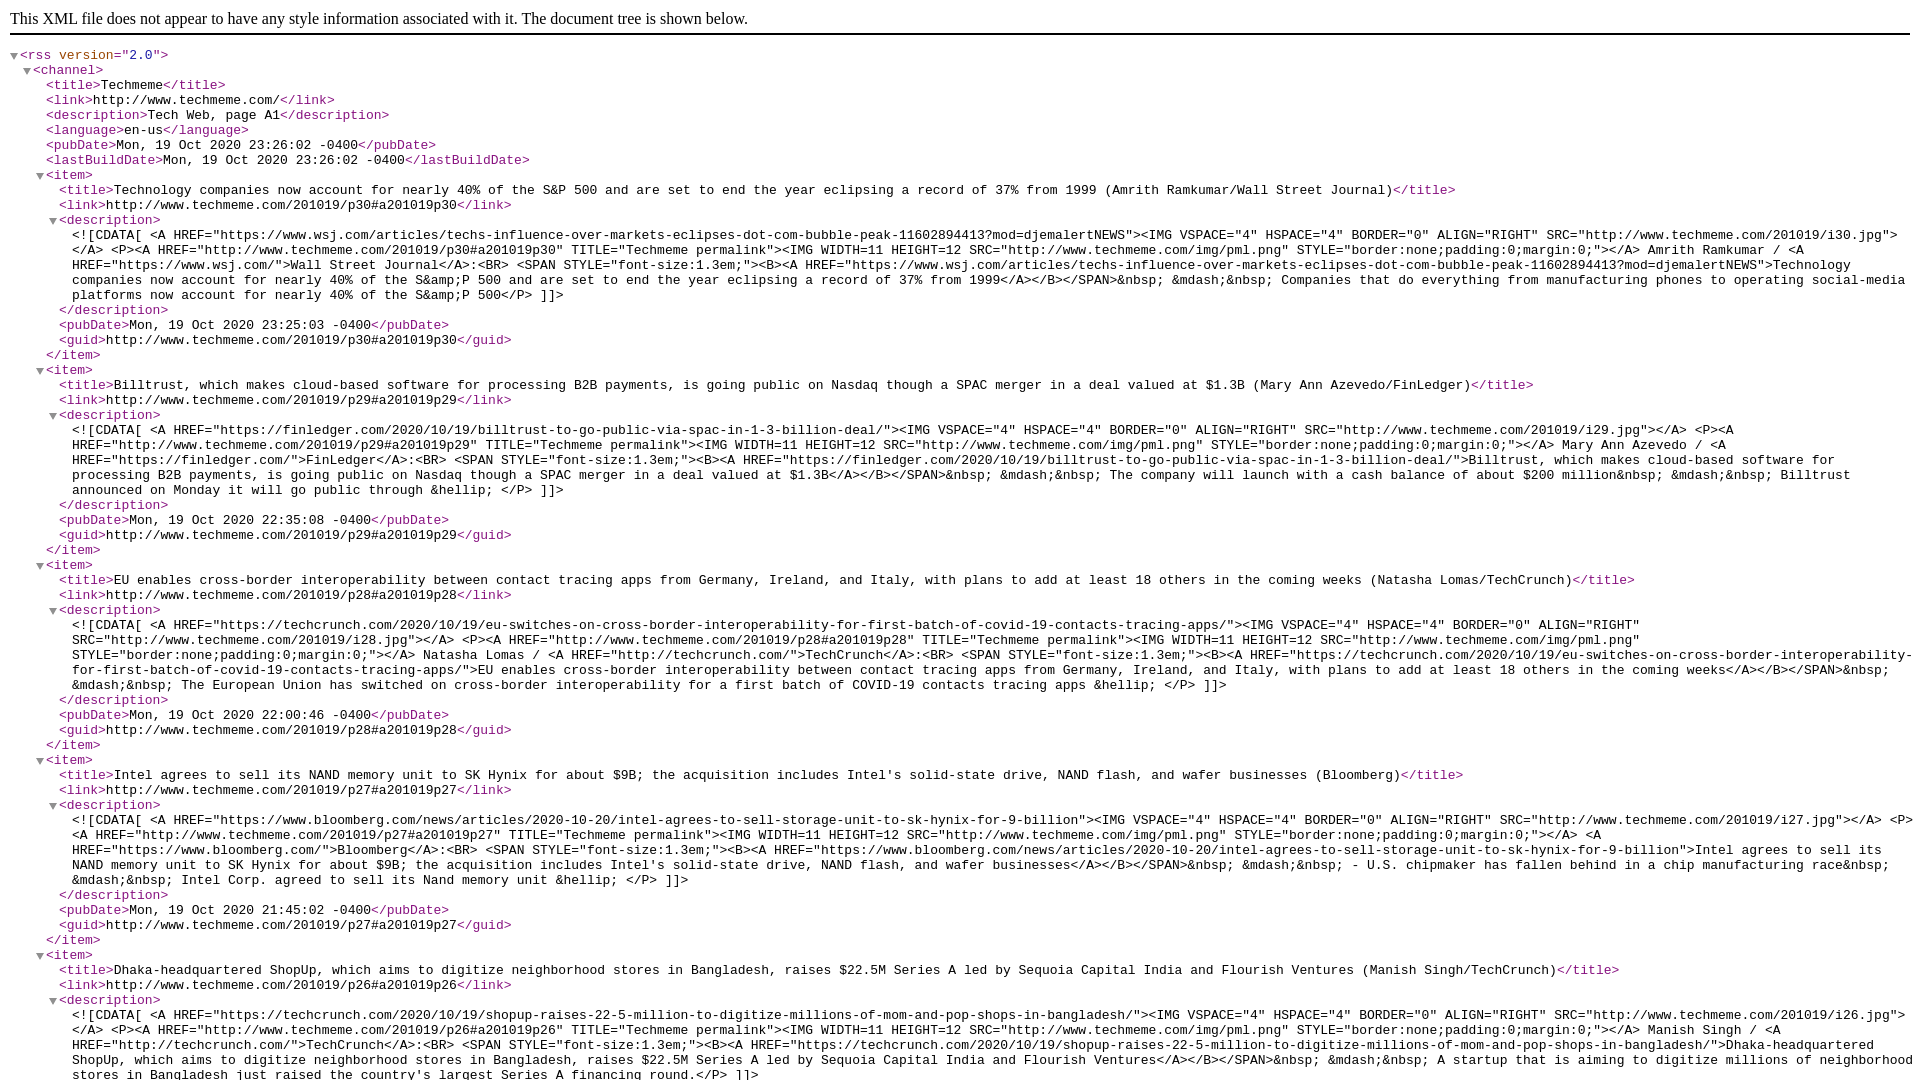 This XML file does not appear to have any style information associated with it. The document tree is shown below.
<rss version="2.0">
<channel>
<title>Techmeme</title>
<link>http://www.techmeme.com/</link>
<description>Tech Web, page A1</description>
<language>en-us</language>
<pubDate>Mon, 19 Oct 2020 23:26:02 -0400</pubDate>
<lastBuildDate>Mon, 19 Oct 2020 23:26:02 -0400</lastBuildDate>
<item>
<title>Technology companies now account for nearly 40% of the S&P 500 and are set to end the year eclipsing a record of 37% from 1999 (Amrith Ramkumar/Wall Street Journal)</title>
<link>http://www.techmeme.com/201019/p30#a201019p30</link>
<description>
<![CDATA[ <A HREF="https://www.wsj.com/articles/techs-influence-over-markets-eclipses-dot-com-bubble-peak-11602894413?mod=djemalertNEWS"><IMG VSPACE="4" HSPACE="4" BORDER="0" ALIGN="RIGHT" SRC="http://www.techmeme.com/201019/i30.jpg">
</A> <P><A HREF="http://www.techmeme.com/201019/p30#a201019p30" TITLE="Techmeme permalink"><IMG WIDTH=11 HEIGHT=12 SRC="http://www.techmeme.com/img/pml.png" STYLE="border:none;padding:0;margin:0;"></A> Amrith Ramkumar / <A
HREF="https://www.wsj.com/">Wall Street Journal</A>:<BR> <SPAN STYLE="font-size:1.3em;"><B><A HREF="https://www.wsj.com/articles/techs-influence-over-markets-eclipses-dot-com-bubble-peak-11602894413?mod=djemalertNEWS">Technology
companies now account for nearly 40% of the S&amp;P 500 and are set to end the year eclipsing a record of 37% from 1999</A></B></SPAN>&nbsp; &mdash;&nbsp; Companies that do everything from manufacturing phones to operating social-media
platforms now account for nearly 40% of the S&amp;P 500</P> ]]>
</description>
<pubDate>Mon, 19 Oct 2020 23:25:03 -0400</pubDate>
<guid>http://www.techmeme.com/201019/p30#a201019p30</guid>
</item>
<item>
<title>Billtrust, which makes cloud-based software for processing B2B payments, is going public on Nasdaq though a SPAC merger in a deal valued at $1.3B (Mary Ann Azevedo/FinLedger)</title>
<link>http://www.techmeme.com/201019/p29#a201019p29</link>
<description>
<![CDATA[ <A HREF="https://finledger.com/2020/10/19/billtrust-to-go-public-via-spac-in-1-3-billion-deal/"><IMG VSPACE="4" HSPACE="4" BORDER="0" ALIGN="RIGHT" SRC="http://www.techmeme.com/201019/i29.jpg"></A> <P><A
HREF="http://www.techmeme.com/201019/p29#a201019p29" TITLE="Techmeme permalink"><IMG WIDTH=11 HEIGHT=12 SRC="http://www.techmeme.com/img/pml.png" STYLE="border:none;padding:0;margin:0;"></A> Mary Ann Azevedo / <A
HREF="https://finledger.com/">FinLedger</A>:<BR> <SPAN STYLE="font-size:1.3em;"><B><A HREF="https://finledger.com/2020/10/19/billtrust-to-go-public-via-spac-in-1-3-billion-deal/">Billtrust, which makes cloud-based software for
processing B2B payments, is going public on Nasdaq though a SPAC merger in a deal valued at $1.3B</A></B></SPAN>&nbsp; &mdash;&nbsp; The company will launch with a cash balance of about $200 million&nbsp; &mdash;&nbsp; Billtrust
announced on Monday it will go public through &hellip; </P> ]]>
</description>
<pubDate>Mon, 19 Oct 2020 22:35:08 -0400</pubDate>
<guid>http://www.techmeme.com/201019/p29#a201019p29</guid>
</item>
<item>
<title>EU enables cross-border interoperability between contact tracing apps from Germany, Ireland, and Italy, with plans to add at least 18 others in the coming weeks (Natasha Lomas/TechCrunch)</title>
<link>http://www.techmeme.com/201019/p28#a201019p28</link>
<description>
<![CDATA[ <A HREF="https://techcrunch.com/2020/10/19/eu-switches-on-cross-border-interoperability-for-first-batch-of-covid-19-contacts-tracing-apps/"><IMG VSPACE="4" HSPACE="4" BORDER="0" ALIGN="RIGHT"
SRC="http://www.techmeme.com/201019/i28.jpg"></A> <P><A HREF="http://www.techmeme.com/201019/p28#a201019p28" TITLE="Techmeme permalink"><IMG WIDTH=11 HEIGHT=12 SRC="http://www.techmeme.com/img/pml.png"
STYLE="border:none;padding:0;margin:0;"></A> Natasha Lomas / <A HREF="http://techcrunch.com/">TechCrunch</A>:<BR> <SPAN STYLE="font-size:1.3em;"><B><A HREF="https://techcrunch.com/2020/10/19/eu-switches-on-cross-border-interoperability-
for-first-batch-of-covid-19-contacts-tracing-apps/">EU enables cross-border interoperability between contact tracing apps from Germany, Ireland, and Italy, with plans to add at least 18 others in the coming weeks</A></B></SPAN>&nbsp;
&mdash;&nbsp; The European Union has switched on cross-border interoperability for a first batch of COVID-19 contacts tracing apps &hellip; </P> ]]>
</description>
<pubDate>Mon, 19 Oct 2020 22:00:46 -0400</pubDate>
<guid>http://www.techmeme.com/201019/p28#a201019p28</guid>
</item>
<item>
<title>Intel agrees to sell its NAND memory unit to SK Hynix for about $9B; the acquisition includes Intel's solid-state drive, NAND flash, and wafer businesses (Bloomberg)</title>
<link>http://www.techmeme.com/201019/p27#a201019p27</link>
<description>
<![CDATA[ <A HREF="https://www.bloomberg.com/news/articles/2020-10-20/intel-agrees-to-sell-storage-unit-to-sk-hynix-for-9-billion"><IMG VSPACE="4" HSPACE="4" BORDER="0" ALIGN="RIGHT" SRC="http://www.techmeme.com/201019/i27.jpg"></A> <P>
<A HREF="http://www.techmeme.com/201019/p27#a201019p27" TITLE="Techmeme permalink"><IMG WIDTH=11 HEIGHT=12 SRC="http://www.techmeme.com/img/pml.png" STYLE="border:none;padding:0;margin:0;"></A> <A
HREF="https://www.bloomberg.com/">Bloomberg</A>:<BR> <SPAN STYLE="font-size:1.3em;"><B><A HREF="https://www.bloomberg.com/news/articles/2020-10-20/intel-agrees-to-sell-storage-unit-to-sk-hynix-for-9-billion">Intel agrees to sell its
NAND memory unit to SK Hynix for about $9B; the acquisition includes Intel's solid-state drive, NAND flash, and wafer businesses</A></B></SPAN>&nbsp; &mdash;&nbsp; - U.S. chipmaker has fallen behind in a chip manufacturing race&nbsp;
&mdash;&nbsp; Intel Corp. agreed to sell its Nand memory unit &hellip; </P> ]]>
</description>
<pubDate>Mon, 19 Oct 2020 21:45:02 -0400</pubDate>
<guid>http://www.techmeme.com/201019/p27#a201019p27</guid>
</item>
<item>
<title>Dhaka-headquartered ShopUp, which aims to digitize neighborhood stores in Bangladesh, raises $22.5M Series A led by Sequoia Capital India and Flourish Ventures (Manish Singh/TechCrunch)</title>
<link>http://www.techmeme.com/201019/p26#a201019p26</link>
<description>
<![CDATA[ <A HREF="https://techcrunch.com/2020/10/19/shopup-raises-22-5-million-to-digitize-millions-of-mom-and-pop-shops-in-bangladesh/"><IMG VSPACE="4" HSPACE="4" BORDER="0" ALIGN="RIGHT" SRC="http://www.techmeme.com/201019/i26.jpg">
</A> <P><A HREF="http://www.techmeme.com/201019/p26#a201019p26" TITLE="Techmeme permalink"><IMG WIDTH=11 HEIGHT=12 SRC="http://www.techmeme.com/img/pml.png" STYLE="border:none;padding:0;margin:0;"></A> Manish Singh / <A
HREF="http://techcrunch.com/">TechCrunch</A>:<BR> <SPAN STYLE="font-size:1.3em;"><B><A HREF="https://techcrunch.com/2020/10/19/shopup-raises-22-5-million-to-digitize-millions-of-mom-and-pop-shops-in-bangladesh/">Dhaka-headquartered
ShopUp, which aims to digitize neighborhood stores in Bangladesh, raises $22.5M Series A led by Sequoia Capital India and Flourish Ventures</A></B></SPAN>&nbsp; &mdash;&nbsp; A startup that is aiming to digitize millions of neighborhood
stores in Bangladesh just raised the country's largest Series A financing round.</P> ]]>